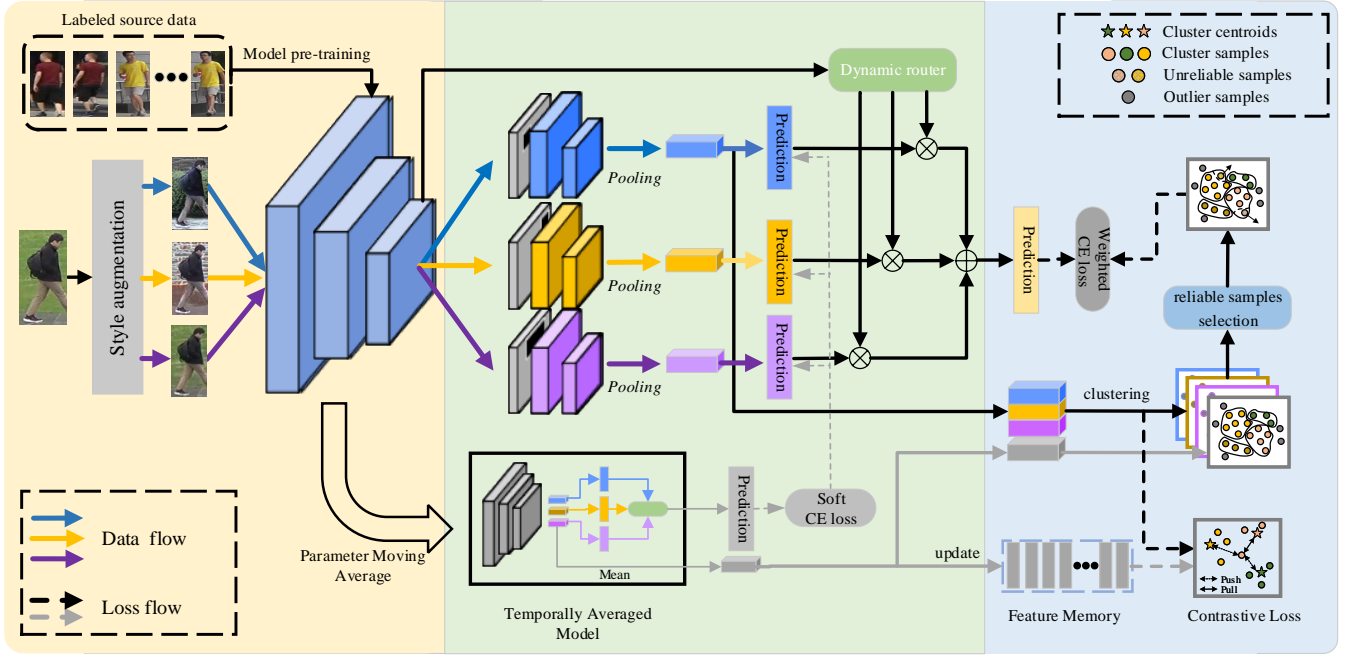 Labeled source data
Model pre-training
Style augmentation
Parameter Moving
Average
Data flow
Loss flow
Dynamic router
Pooling
Prediction
Pooling
Prediction
Pooling
Prediction
Prediction
Weighted
CE loss
Prediction
Soft
CE loss
Mean
Temporally Averaged
Model
Cluster centroids
Cluster samples
Unreliable samples
Outlier samples
reliable samples
selection
clustering
update
Feature Memory
Push
Pull
Contrastive Loss